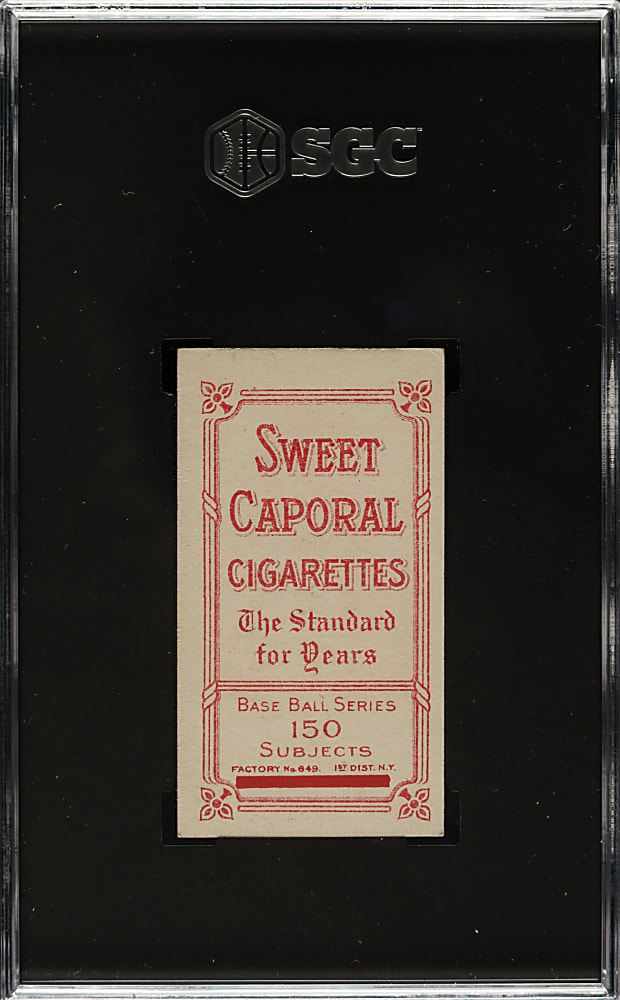 SGC
SWEET
CAPORAL
CIGARETTES
The Standard
for Years
BASE BALL SERIES
150
SUBJECTS
FACTORY No. 649. 1ST DIST. N.Y.